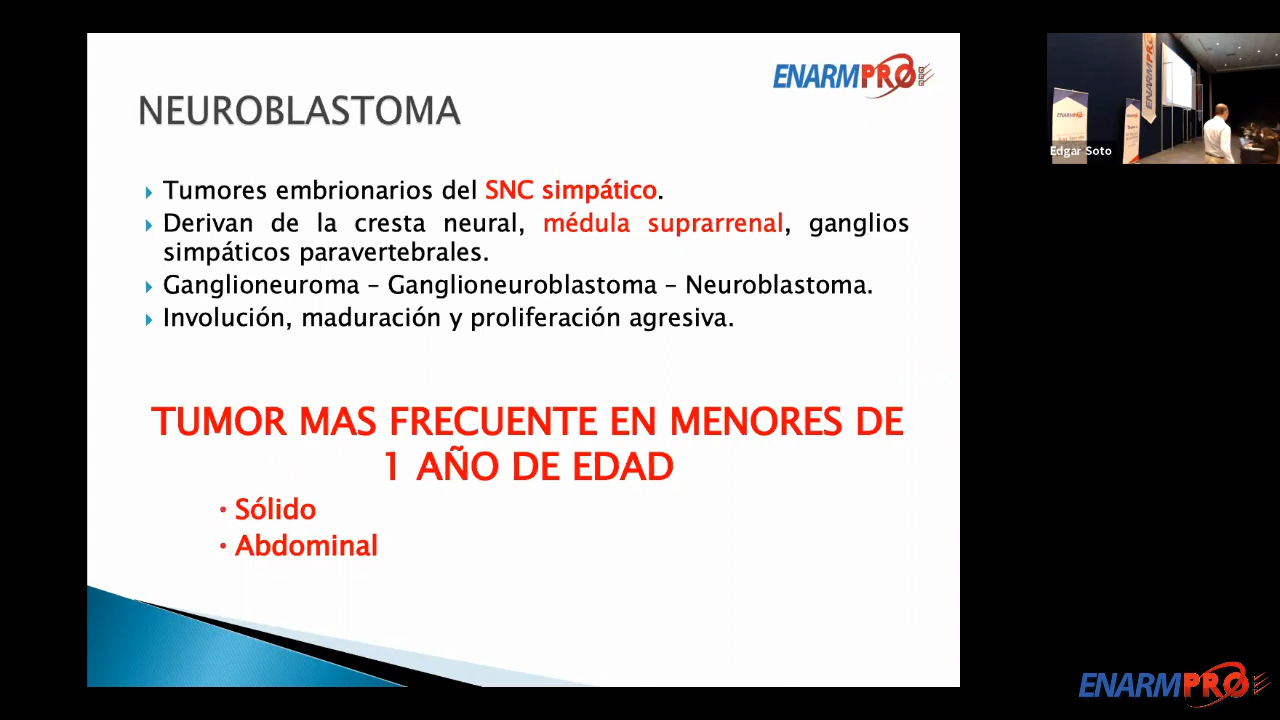 ENARMPRO
NEUROBLASTOMA
Tumores embrionarios del SNC simpático.
Derivan de la cresta neural, médula suprarrenal, ganglios
simpáticos paravertebrales.
Ganglioneuroma – Ganglioneuroblastoma – Neuroblastoma.
Involución, maduración y proliferación agresiva.
TUMOR MAS FRECUENTE EN MENORES DE
1 AÑO DE EDAD
• Sólido
• Abdominal
ENARMPRO
ENARMPRO
Edgar Soto
ENARMPRO